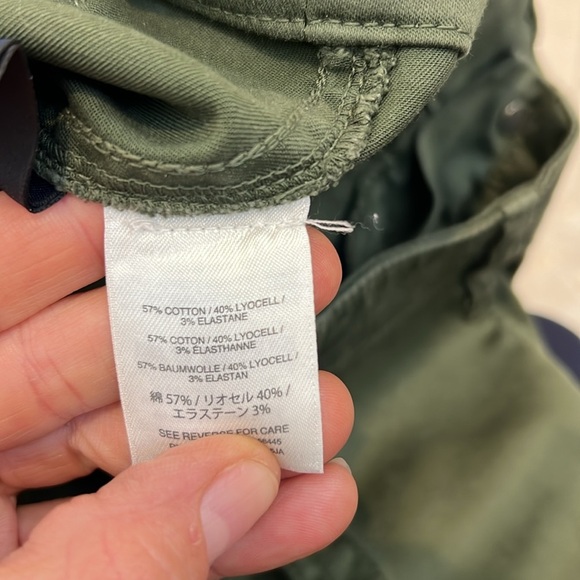 57% COTTON / 40% LYOCELL /
3% ELASTANE
57% COTON / 40% LYOCELL /
3% ELASTHANNE
57% BAUMWOLLE / 40% LYOCELL /
3% ELASTAN
綿 57% / リオセル 40% /
エラステーン 3%
SEE REVERSE FOR CARE